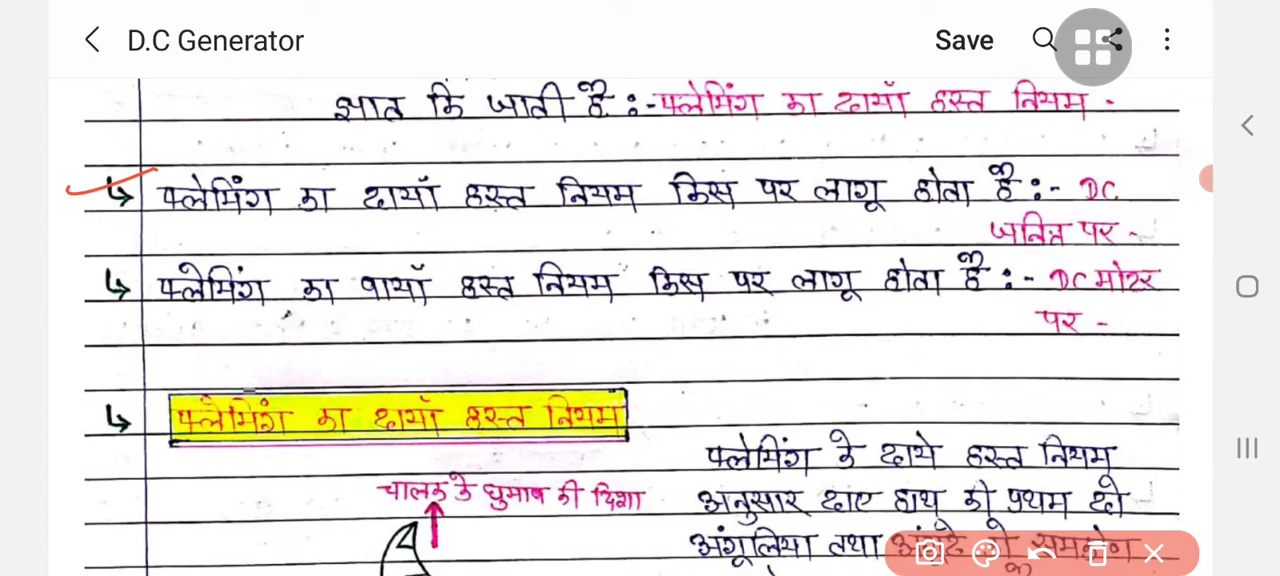 D.C Generator
Save
ज्ञात कि जाती है :- फ्लेमिंग का दायाँ हस्त नियम -
↳ फ्लेमिंग का दायाँ हस्त नियम किस पर लागू होता है :- DC
जनित्र पर -
↳ फ्लेमिंग का वायाँ हस्त नियम किस पर लागू होता है :- DC मोटर
पर -
↳ फ्लेमिंग का दायाँ हस्त नियम
फ्लेमिंग के दाये हस्त नियम
चालक के घुमाव की दिशा
अनुसार दाए हाथ की प्रथम दो
अंगूलिया तथा अंगूठे को समकोण